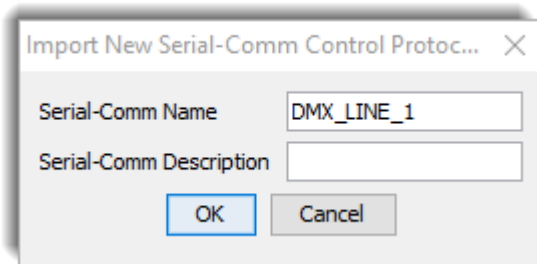 Import New Serial-Comm Control Protoc...
Serial-Comm Name DMX_LINE_1
Serial-Comm Description
OK Cancel